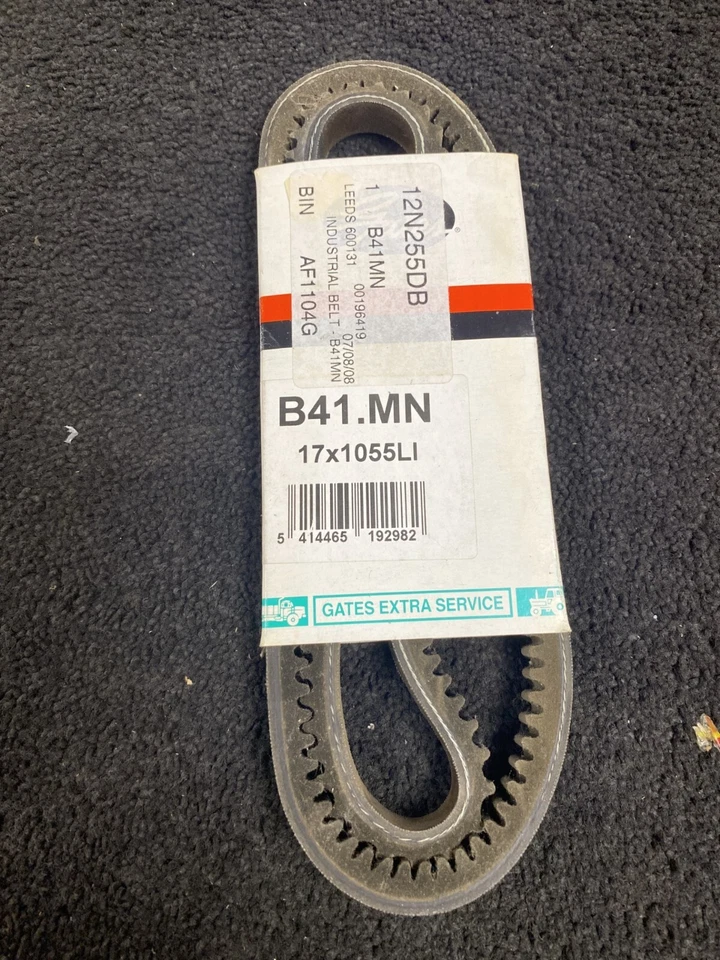 12N255DB
1 B41MN
LEEDS 600131 00196419 07/08/08
INDUSTRIAL BELT - B41MN
BIN AF1104G
B41.MN
17x1055LI
5 414465 192982
GATES EXTRA SERVICE